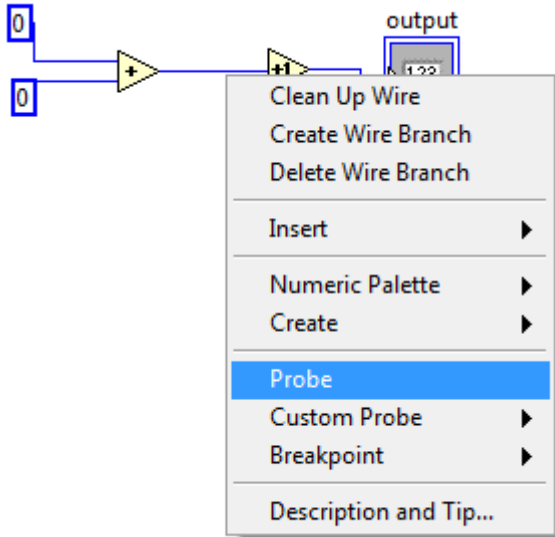 0
output
+
+1
0
Clean Up Wire
Create Wire Branch
Delete Wire Branch
Insert
Numeric Palette
Create
Probe
Custom Probe
Breakpoint
Description and Tip...